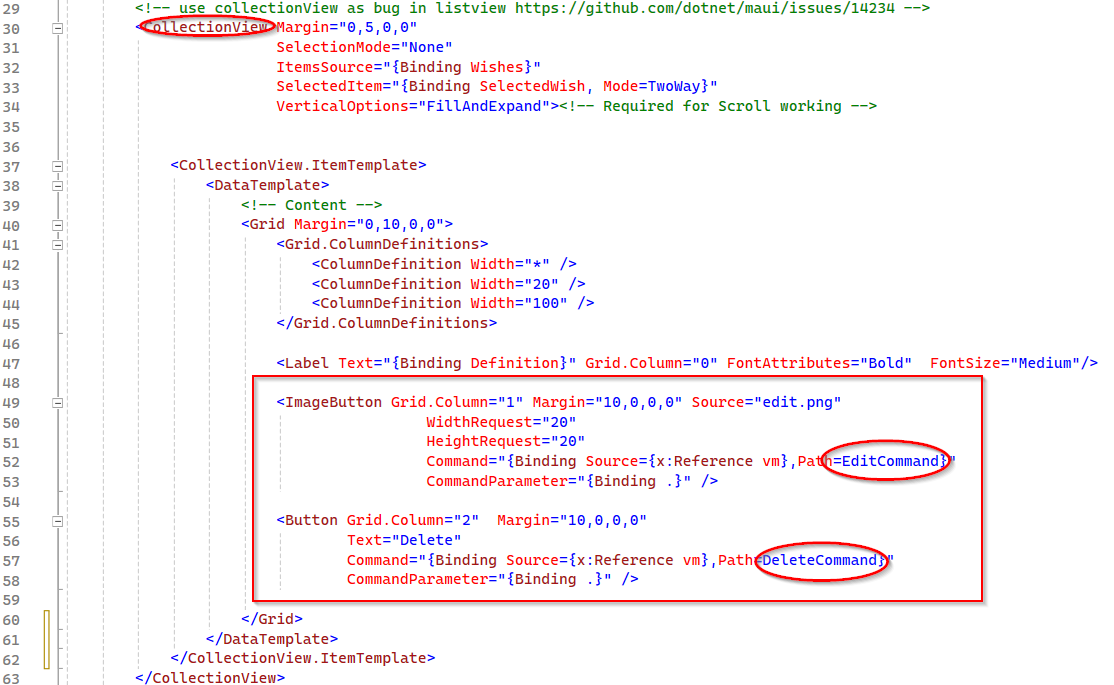 29 <!-- use collectionView as bug in listview https://github.com/dotnet/maui/issues/14234 -->
30 <CollectionView Margin="0,5,0,0"
31 SelectionMode="None"
32 ItemsSource="{Binding Wishes}"
33 SelectedItem="{Binding SelectedWish, Mode=TwoWay}"
34 VerticalOptions="FillAndExpand"><!-- Required for Scroll working -->
35
36
37 <CollectionView.ItemTemplate>
38 <DataTemplate>
39 <!-- Content -->
40 <Grid Margin="0,10,0,0">
41 <Grid.ColumnDefinitions>
42 <ColumnDefinition Width="*" />
43 <ColumnDefinition Width="20" />
44 <ColumnDefinition Width="100" />
45 </Grid.ColumnDefinitions>
46
47 <Label Text="{Binding Definition}" Grid.Column="0" FontAttributes="Bold"  FontSize="Medium"/>
48
49 <ImageButton Grid.Column="1" Margin="10,0,0,0" Source="edit.png"
50 WidthRequest="20"
51 HeightRequest="20"
52 Command="{Binding Source={x:Reference vm},Path=EditCommand}"
53 CommandParameter="{Binding .}" />
54
55 <Button Grid.Column="2"  Margin="10,0,0,0"
56 Text="Delete"
57 Command="{Binding Source={x:Reference vm},Path=DeleteCommand}"
58 CommandParameter="{Binding .}" />
59
60 </Grid>
61 </DataTemplate>
62 </CollectionView.ItemTemplate>
63 </CollectionView>